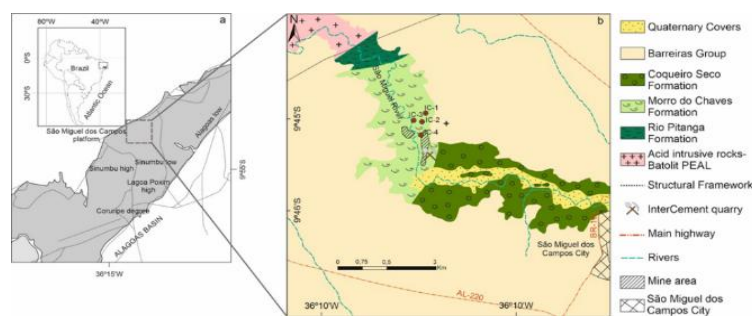 a
60°W
40°W
0°S
30°S
Brazil
Atlantic Ocean
São Miguel dos Campos
platform
Alagoas low
Sinumbu low
Sinumbu high
Lagoa Poxim
high
Coruripe degree
ALAGOAS BASIN
9°55'S
36°15'W
N
b
São Miguel River
IC-1
IC-3
IC-2
IC-4
9°45'S
9°46'S
0
0,75
1,5
3
Km
São Miguel dos
Campos City
AL-220
36°10'W
36°10'W
Quaternary Covers
Barreiras Group
Coqueiro Seco
Formation
Morro do Chaves
Formation
Rio Pitanga
Formation
Acid intrusive rocks-
Batolit PEAL
Structural Framework
InterCement quarry
Main highway
Rivers
Mine area
São Miguel dos
Campos City